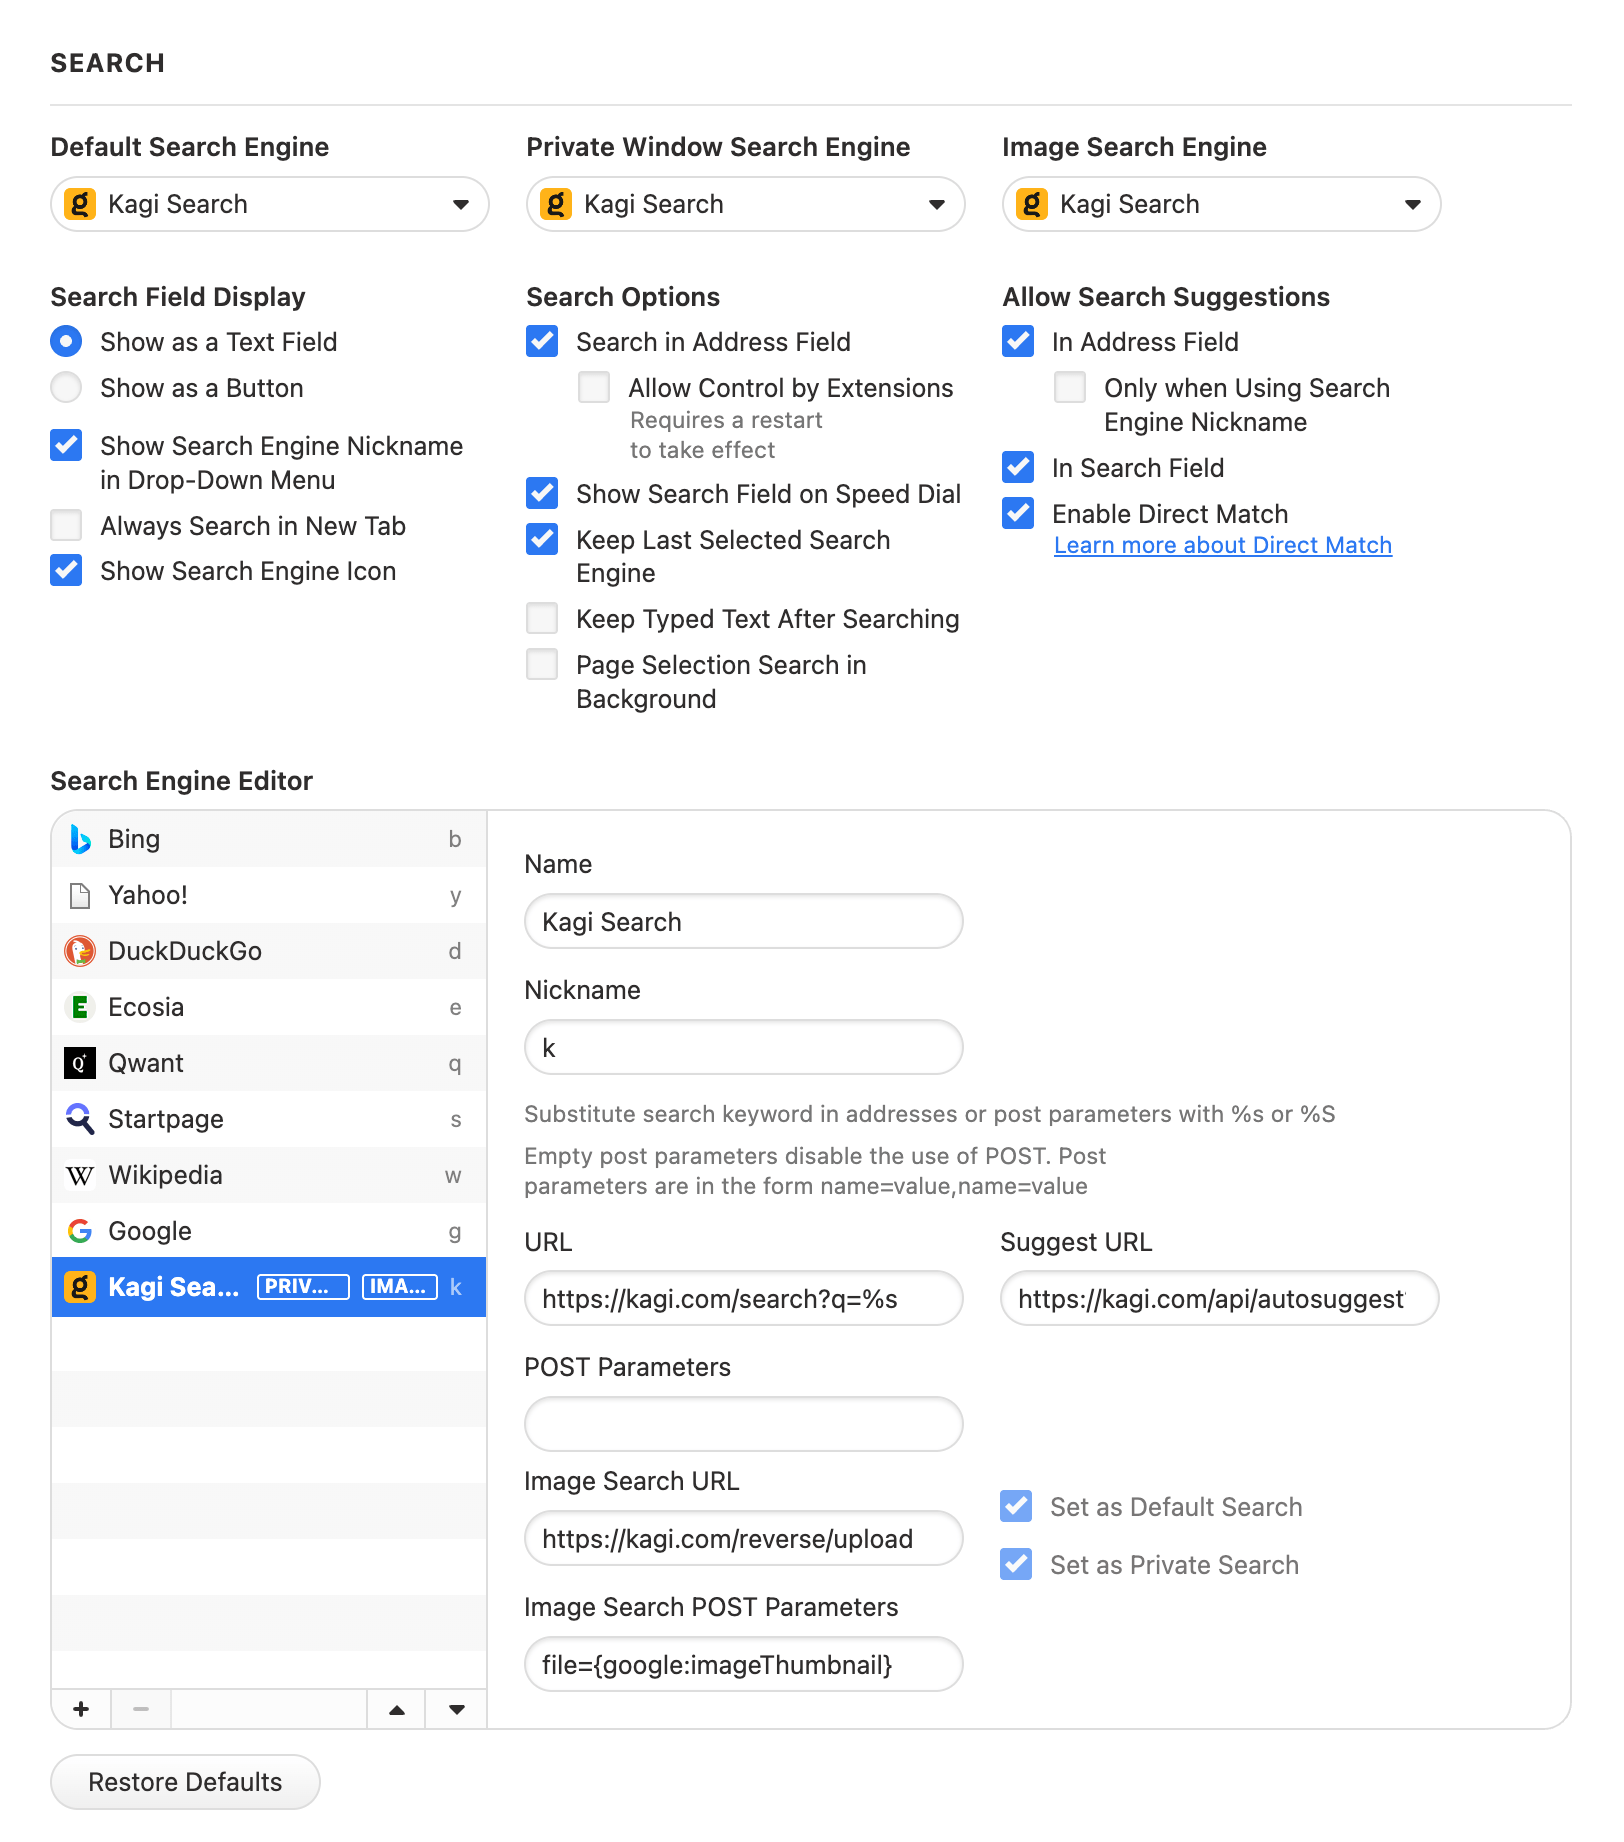 SEARCH
Default Search Engine
Kagi Search
Private Window Search Engine
Kagi Search
Image Search Engine
Kagi Search
Search Field Display
Show as a Text Field
Show as a Button
Show Search Engine Nickname
in Drop-Down Menu
Always Search in New Tab
Show Search Engine Icon
Search Options
Search in Address Field
Allow Control by Extensions
Requires a restart
to take effect
Show Search Field on Speed Dial
Keep Last Selected Search
Engine
Keep Typed Text After Searching
Page Selection Search in
Background
Allow Search Suggestions
In Address Field
Only when Using Search
Engine Nickname
In Search Field
Enable Direct Match
Learn more about Direct Match
Search Engine Editor
Bing b
Yahoo! y
DuckDuckGo d
Ecosia e
Qwant q
Startpage s
Wikipedia w
Google g
Kagi Sea... PRIV... IMA... k
Name
Kagi Search
Nickname
k
Substitute search keyword in addresses or post parameters with %s or %S
Empty post parameters disable the use of POST. Post
parameters are in the form name=value,name=value
URL
https://kagi.com/search?q=%s
Suggest URL
https://kagi.com/api/autosuggest
POST Parameters
Image Search URL
https://kagi.com/reverse/upload
Set as Default Search
Set as Private Search
Image Search POST Parameters
file={google:imageThumbnail}
Restore Defaults